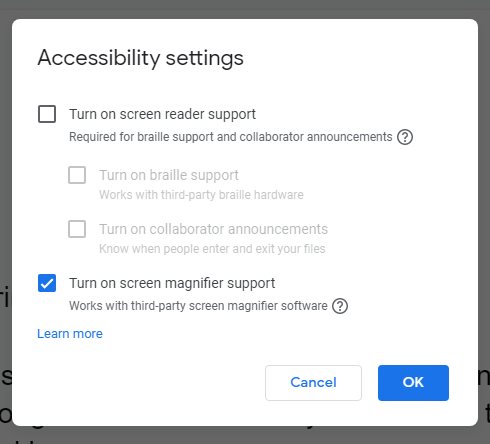 Accessibility settings
Turn on screen reader support
Required for braille support and collaborator announcements
Turn on braille support
Works with third-party braille hardware
Turn on collaborator announcements
Know when people enter and exit your files
Turn on screen magnifier support
Works with third-party screen magnifier software
Learn more
Cancel OK